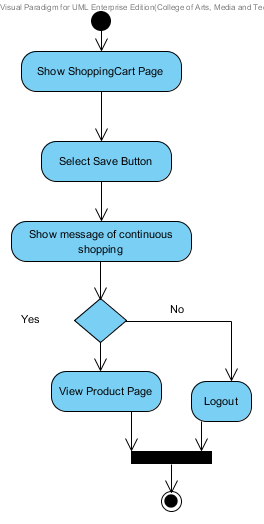 Visual Paradigm for UML Enterprise Edition(College of Arts, Media and Te
Show ShoppingCart Page
Select Save Button
Show message of continuous
shopping
No
Yes
View Product Page
Logout